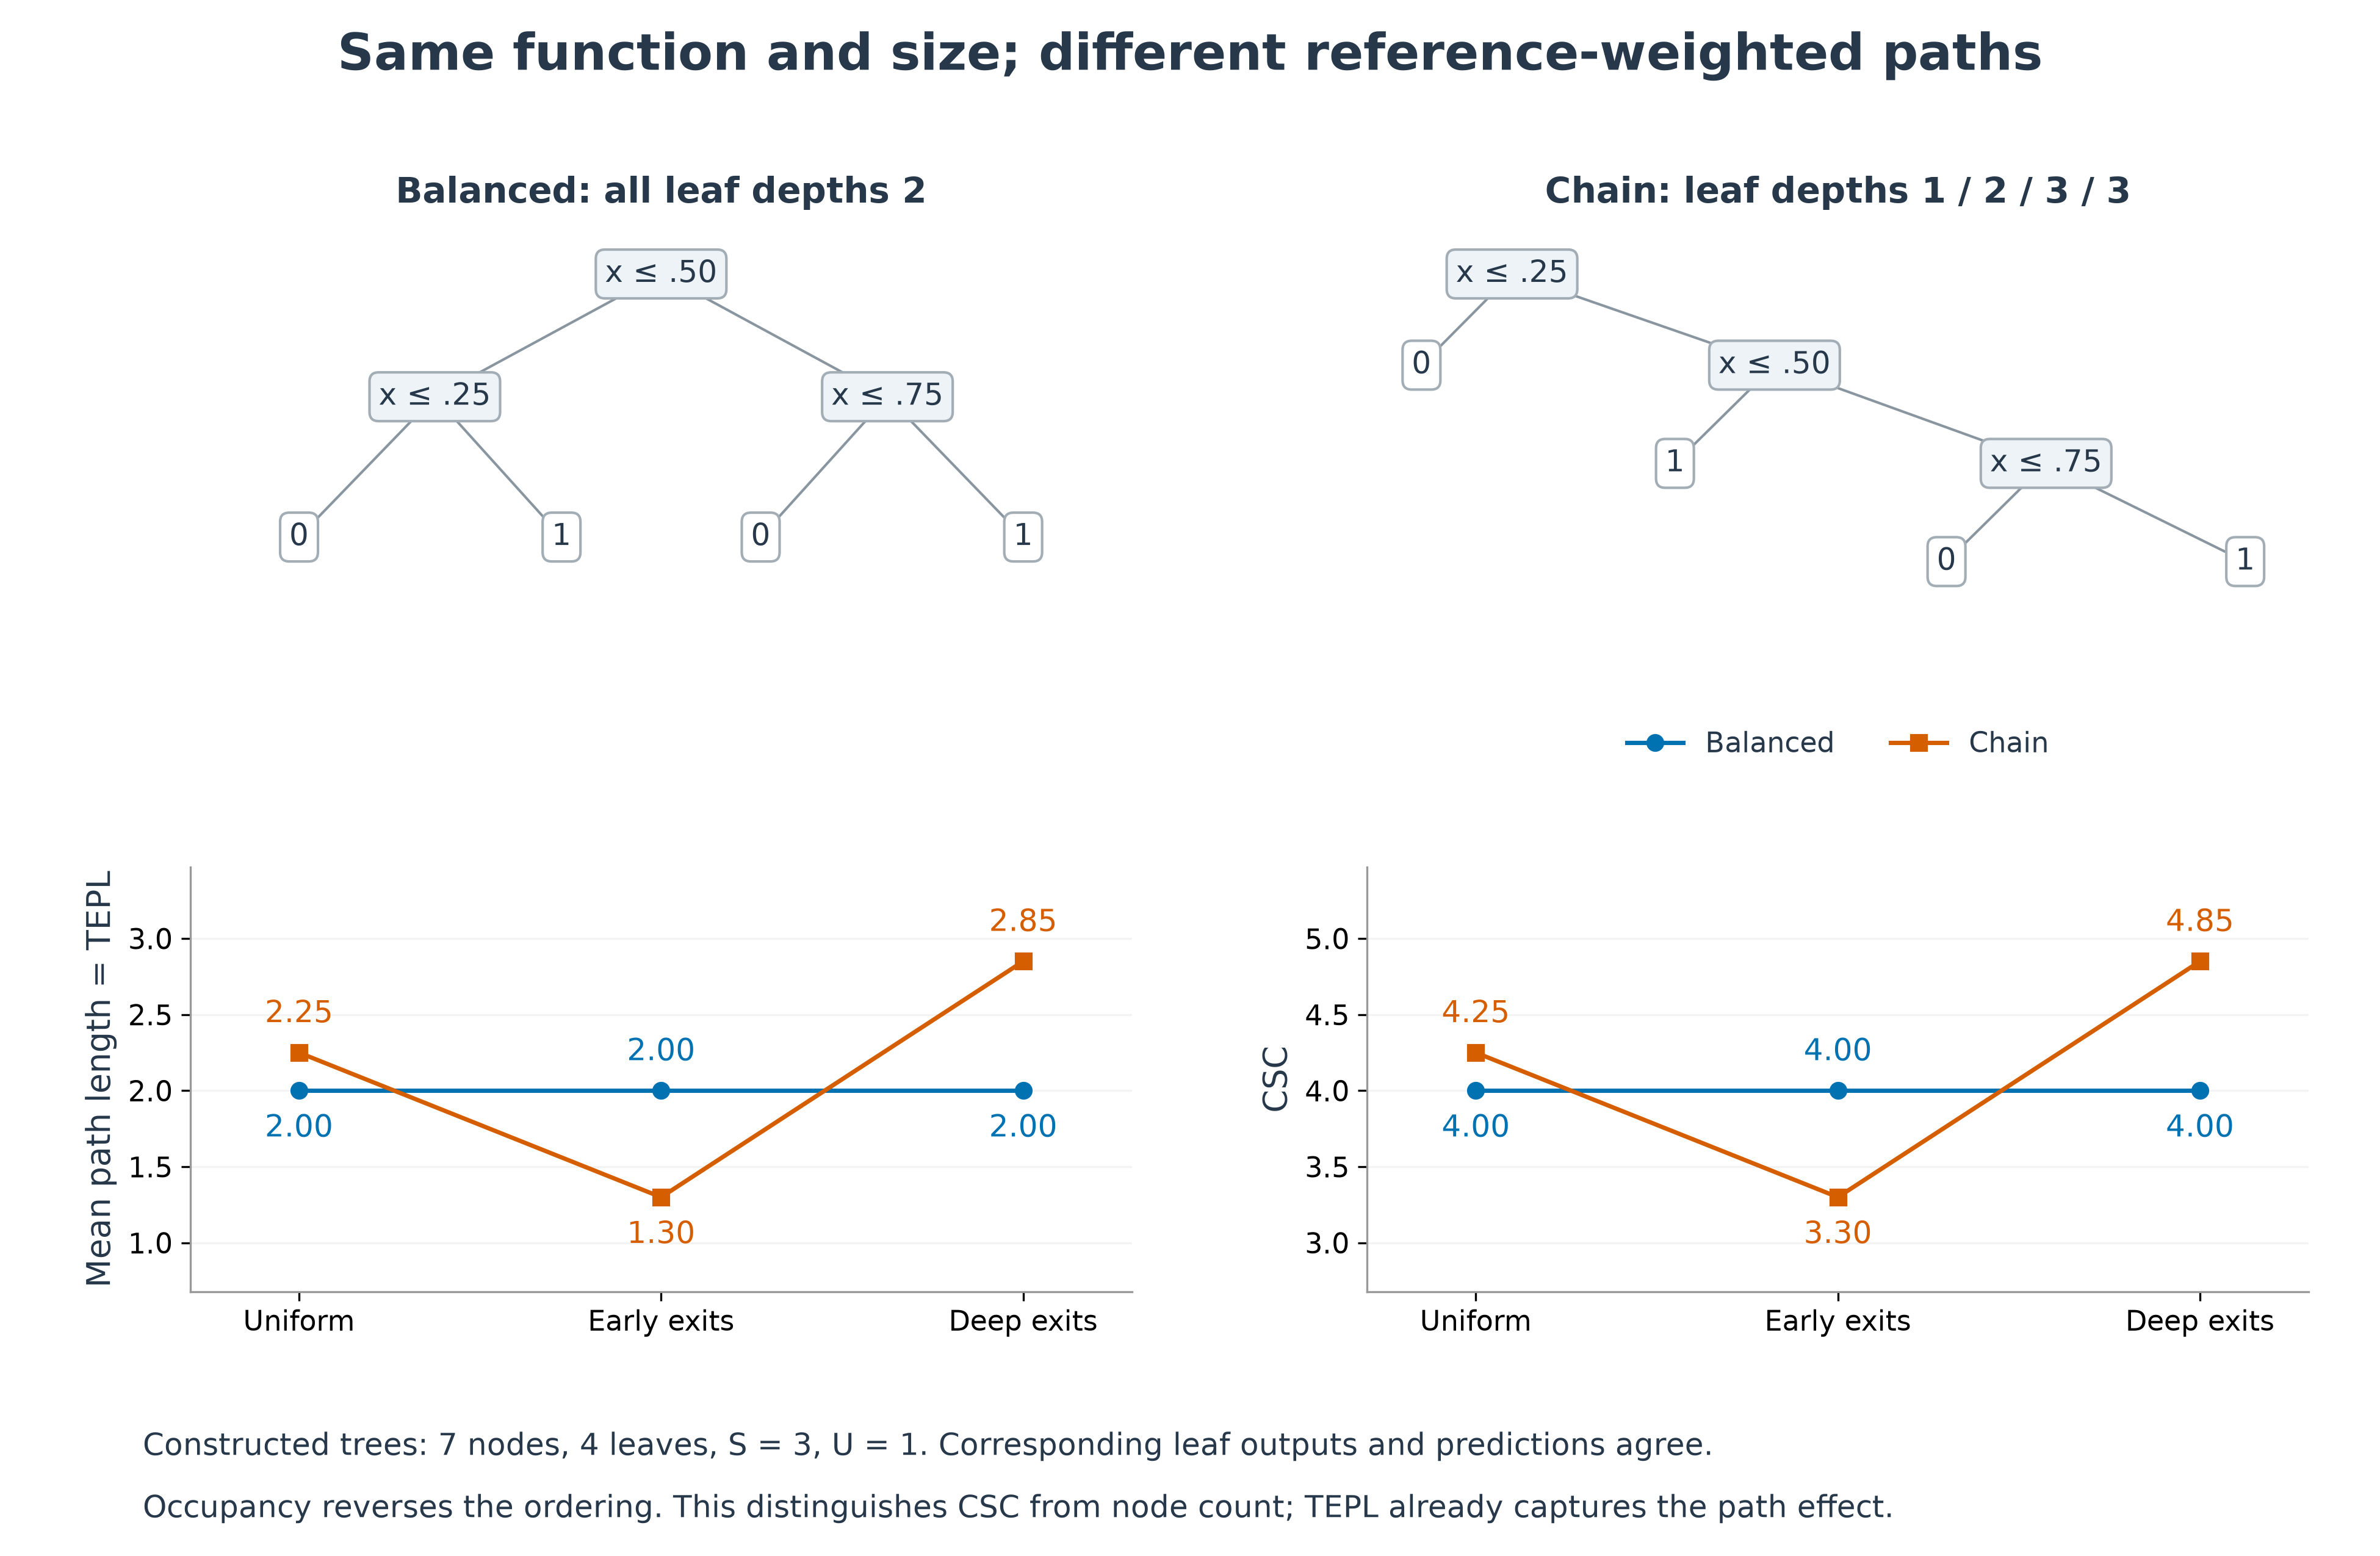 Same function and size; different reference-weighted paths
Balanced: all leaf depths 2
x ≤ .50
x ≤ .25
x ≤ .75
0
1
0
1
Chain: leaf depths 1 / 2 / 3 / 3
x ≤ .25
0
x ≤ .50
1
x ≤ .75
0
1
Balanced
Chain
Mean path length = TEPL
3.0
2.5
2.0
1.5
1.0
2.25
2.00
2.00
1.30
2.85
2.00
Uniform
Early exits
Deep exits
CSC
5.0
4.5
4.0
3.5
3.0
4.25
4.00
4.00
3.30
4.85
4.00
Uniform
Early exits
Deep exits
Constructed trees: 7 nodes, 4 leaves, S = 3, U = 1. Corresponding leaf outputs and predictions agree.
Occupancy reverses the ordering. This distinguishes CSC from node count; TEPL already captures the path effect.